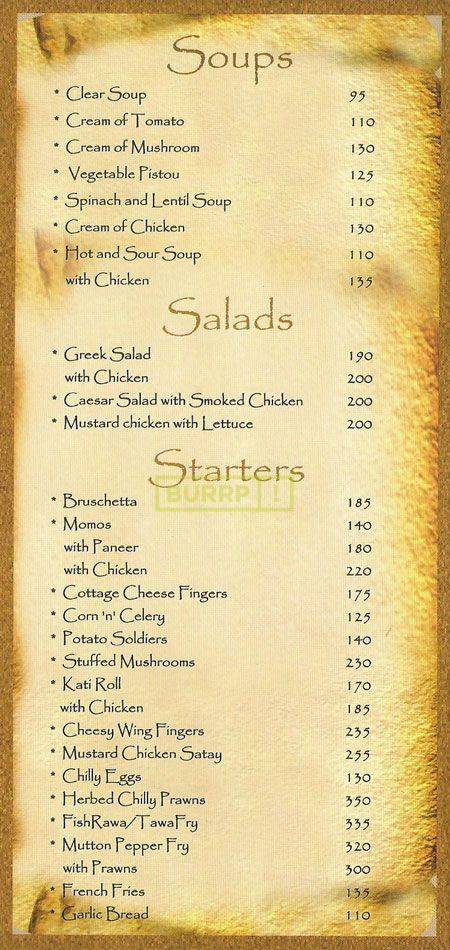 Soups
* Clear Soup 95
* Cream of Tomato 110
* Cream of Mushroom 130
* Vegetable Pistou 125
* Spinach and Lentil Soup 110
* Cream of Chicken 130
* Hot and Sour Soup 110
with Chicken 135
Salads
* Greek Salad 190
with Chicken 200
* Caesar Salad with Smoked Chicken 200
* Mustard chicken with Lettuce 200
Starters
BURRP!
* Bruschetta 185
* Momos 140
with Paneer 180
with Chicken 220
* Cottage Cheese Fingers 175
* Corn 'n' Celery 125
* Potato Soldiers 140
* Stuffed Mushrooms 230
* Kati Roll 170
with Chicken 185
* Cheesy Wing Fingers 235
* Mustard Chicken Satay 255
* Chilly Eggs 130
* Herbed Chilly Prawns 350
* FishRawa/TawaFry 335
* Mutton Pepper Fry 320
with Prawns 300
* French Fries 135
* Garlic Bread 110